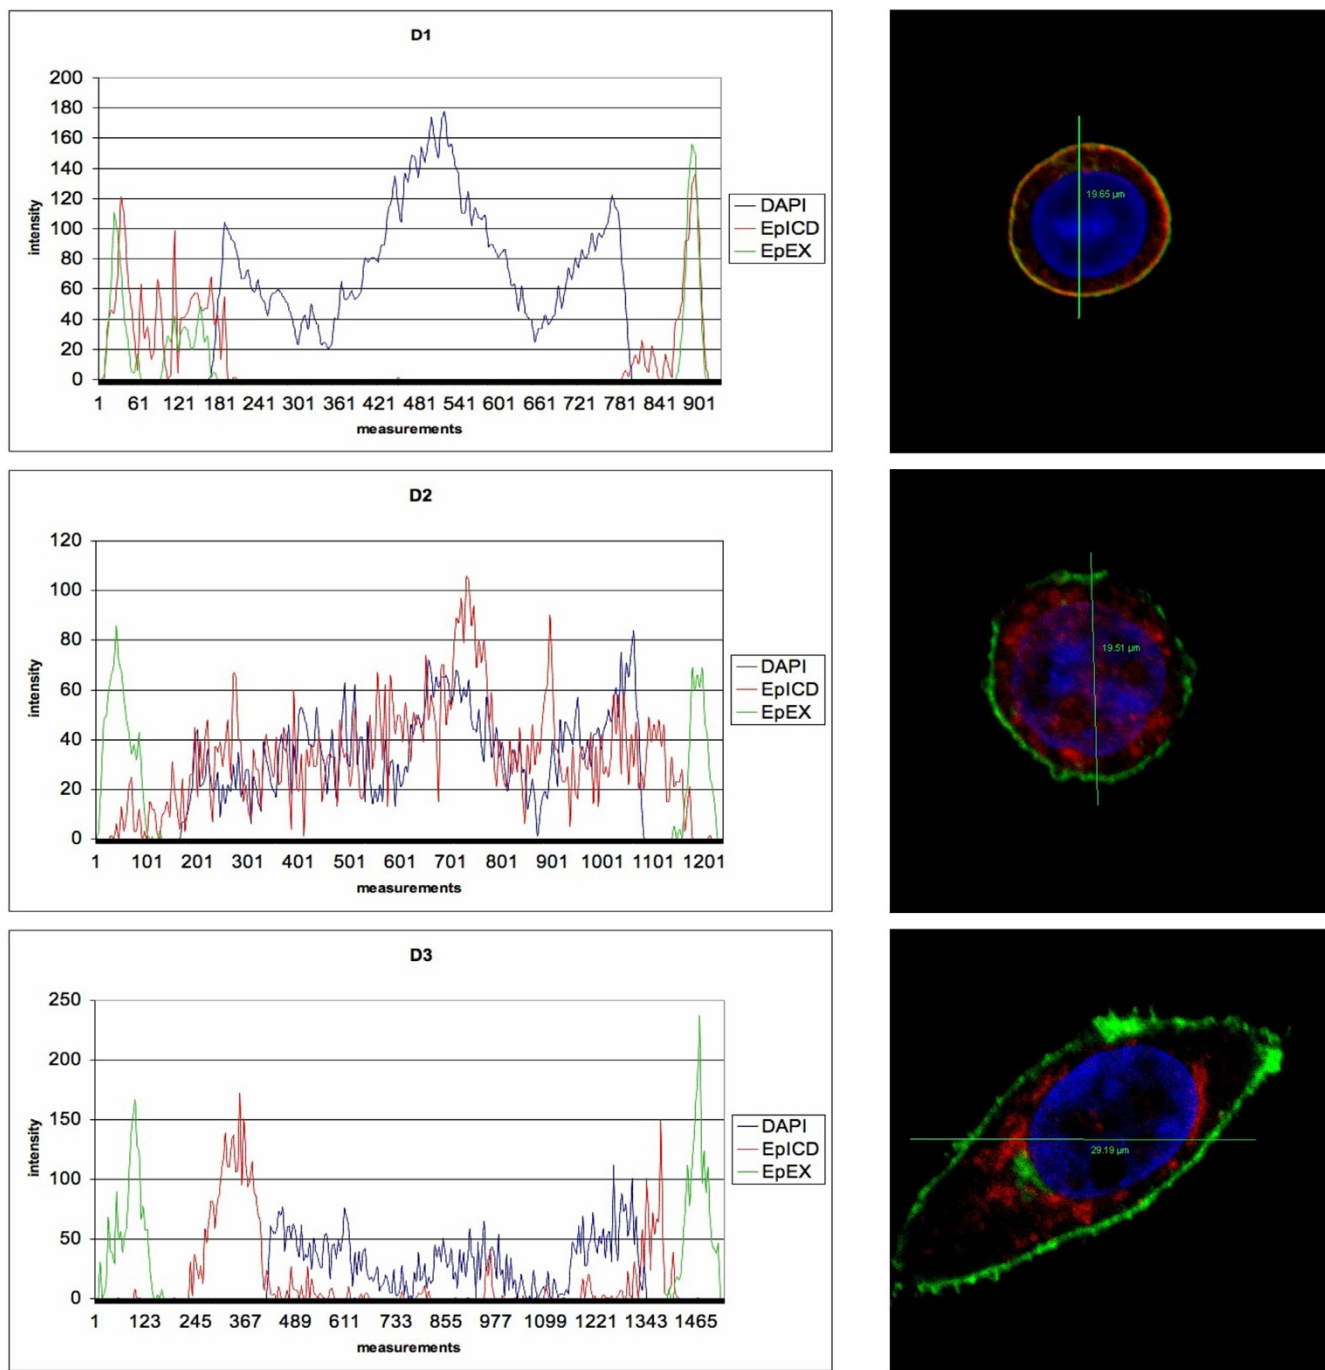 D1
200
180
160
140
120
100
80
60
40
20
0
intensity
1 61 121 181 241 301 361 421 481 541 601 661 721 781 841 901
measurements
DAPI
EpICD
EpEX
19.65 µm
D2
120
100
80
60
40
20
0
intensity
1 101 201 301 401 501 601 701 801 901 1001 1101 1201
measurements
DAPI
EpICD
EpEX
19.51 µm
D3
250
200
150
100
50
0
intensity
1 123 245 367 489 611 733 855 977 1099 1221 1343 1465
measurements
DAPI
EpICD
EpEX
29.19 µm